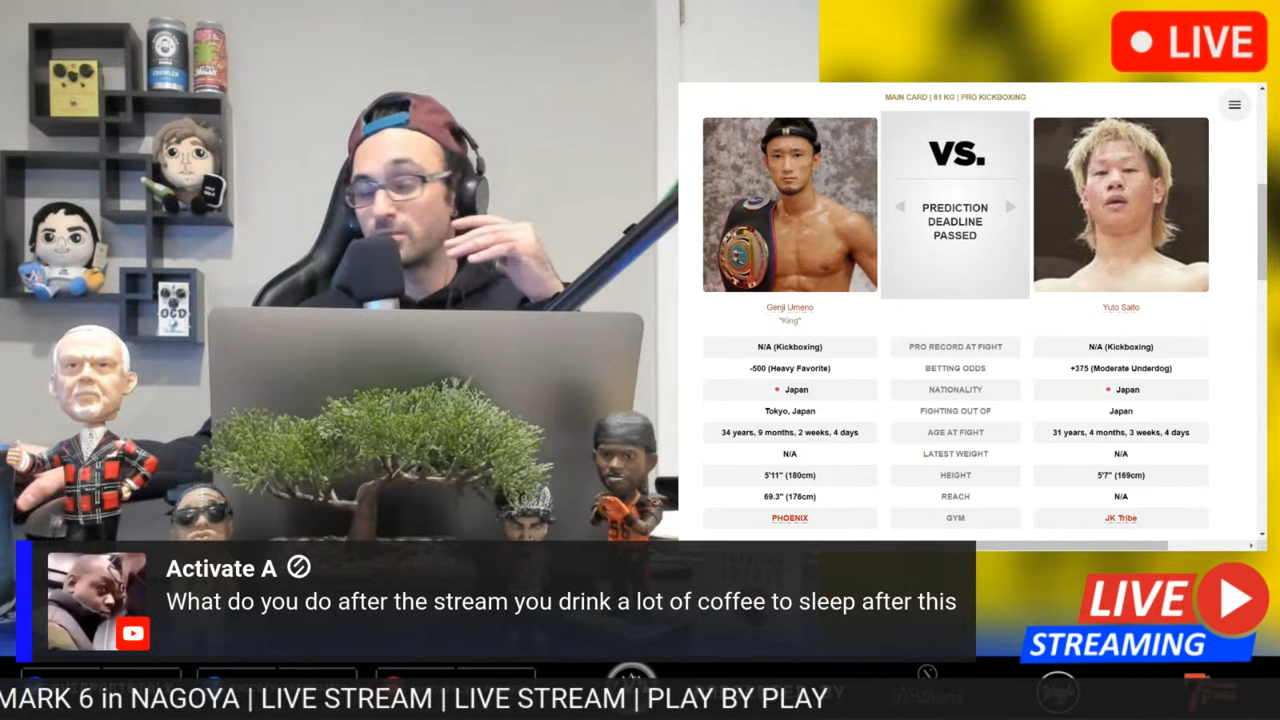 LIVE
MAIN CARD | 61 KG | PRO KICKBOXING
VS.
PREDICTION
DEADLINE
PASSED
Genji Umeno
"King"
Yuto Saito
N/A (Kickboxing) PRO RECORD AT FIGHT N/A (Kickboxing)
-500 (Heavy Favorite) BETTING ODDS +375 (Moderate Underdog)
Japan NATIONALITY Japan
Tokyo, Japan FIGHTING OUT OF Japan
34 years, 9 months, 2 weeks, 4 days AGE AT FIGHT 31 years, 4 months, 3 weeks, 4 days
N/A LATEST WEIGHT N/A
5'11" (180cm) HEIGHT 5'7" (169cm)
69.3" (176cm) REACH N/A
PHOENIX GYM JK Tribe
CROWLER
OCD
Activate A
What do you do after the stream you drink a lot of coffee to sleep after this
LIVE
STREAMING
MARK 6 in NAGOYA | LIVE STREAM | LIVE STREAM | PLAY BY PLAY